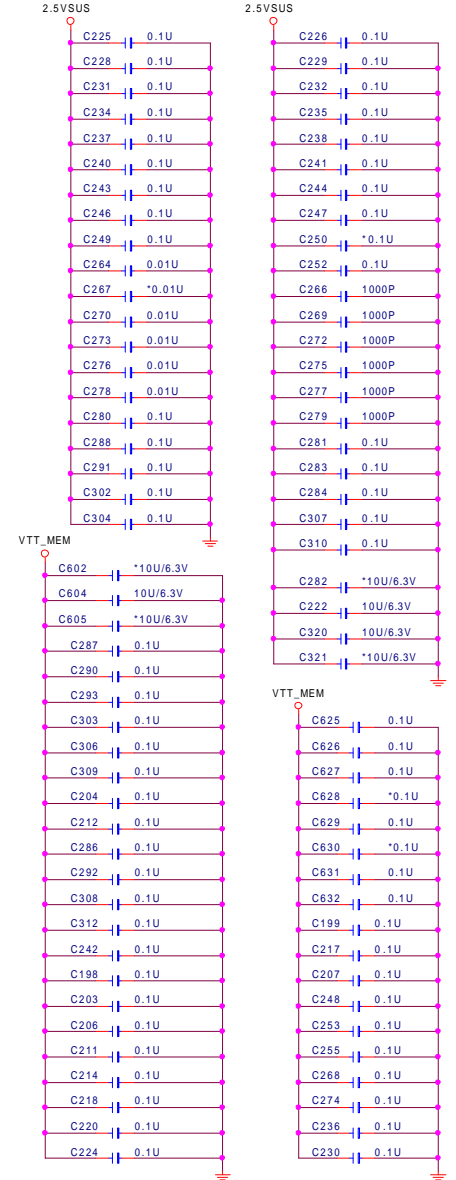 2.5VSUS
C225 0.1U
C228 0.1U
C231 0.1U
C234 0.1U
C237 0.1U
C240 0.1U
C243 0.1U
C246 0.1U
C249 0.1U
C264 0.01U
C267 *0.01U
C270 0.01U
C273 0.01U
C276 0.01U
C278 0.01U
C280 0.1U
C288 0.1U
C291 0.1U
C302 0.1U
C304 0.1U
VTT_MEM
C602 *10U/6.3V
C604 10U/6.3V
C605 *10U/6.3V
C287 0.1U
C290 0.1U
C293 0.1U
C303 0.1U
C306 0.1U
C309 0.1U
C204 0.1U
C212 0.1U
C286 0.1U
C292 0.1U
C308 0.1U
C312 0.1U
C242 0.1U
C198 0.1U
C203 0.1U
C206 0.1U
C211 0.1U
C214 0.1U
C218 0.1U
C220 0.1U
C224 0.1U
2.5VSUS
C226 0.1U
C229 0.1U
C232 0.1U
C235 0.1U
C238 0.1U
C241 0.1U
C244 0.1U
C247 0.1U
C250 *0.1U
C252 0.1U
C266 1000P
C269 1000P
C272 1000P
C275 1000P
C277 1000P
C279 1000P
C281 0.1U
C283 0.1U
C284 0.1U
C307 0.1U
C310 0.1U
C282 *10U/6.3V
C222 10U/6.3V
C320 10U/6.3V
C321 *10U/6.3V
VTT_MEM
C625 0.1U
C626 0.1U
C627 0.1U
C628 *0.1U
C629 0.1U
C630 *0.1U
C631 0.1U
C632 0.1U
C199 0.1U
C217 0.1U
C207 0.1U
C248 0.1U
C253 0.1U
C255 0.1U
C268 0.1U
C274 0.1U
C236 0.1U
C230 0.1U